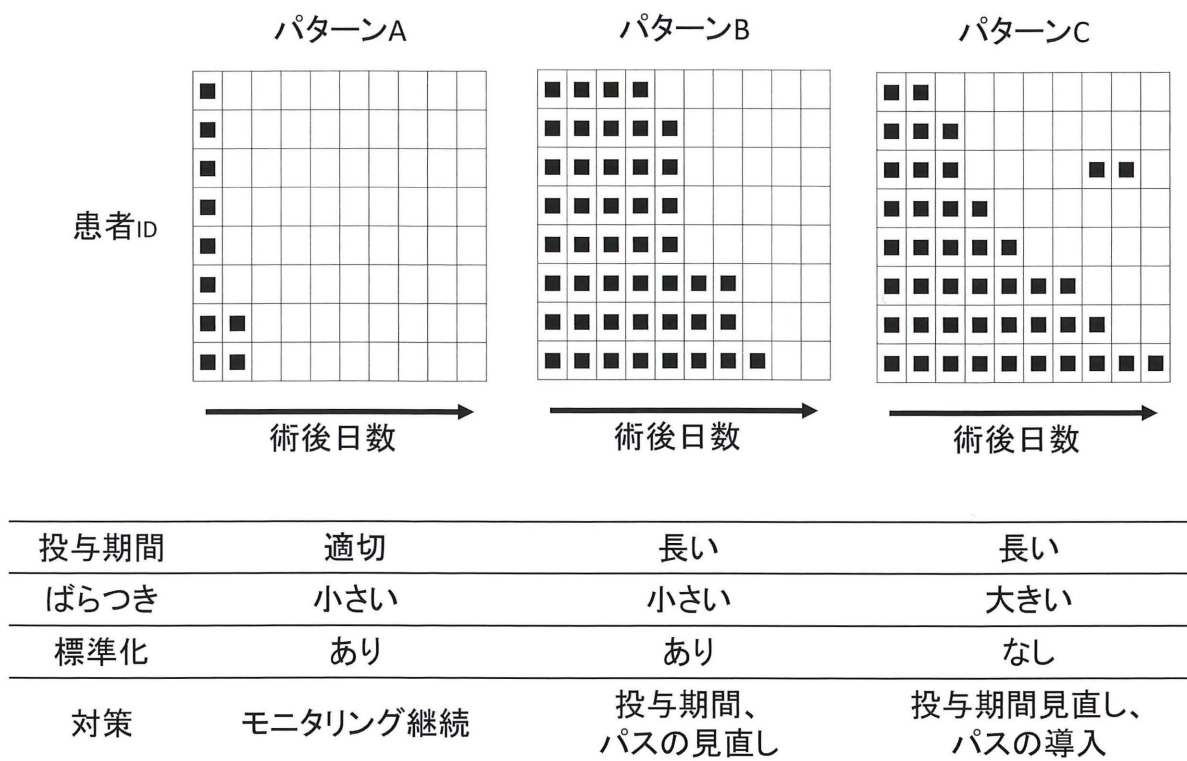 パターンA パターンB パターンC
患者ID
術後日数 術後日数 術後日数
投与期間 適切 長い 長い
ばらつき 小さい 小さい 大きい
標準化 あり あり なし
対策 モニタリング継続 投与期間、 投与期間見直し、
パスの見直し パスの導入